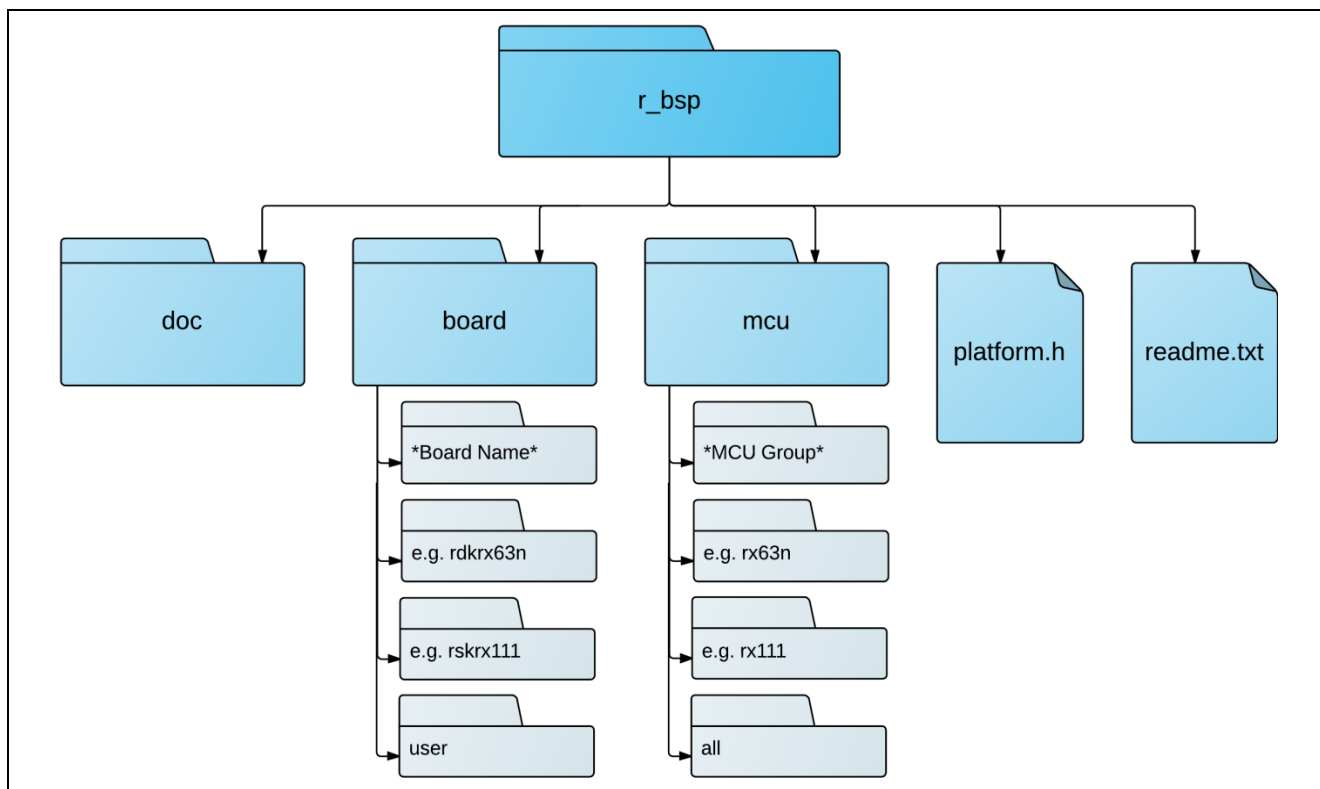 r_bsp
doc
board
mcu
platform.h
readme.txt
*Board Name*
e.g. rdkrx63n
e.g. rskrx111
user
*MCU Group*
e.g. rx63n
e.g. rx111
all